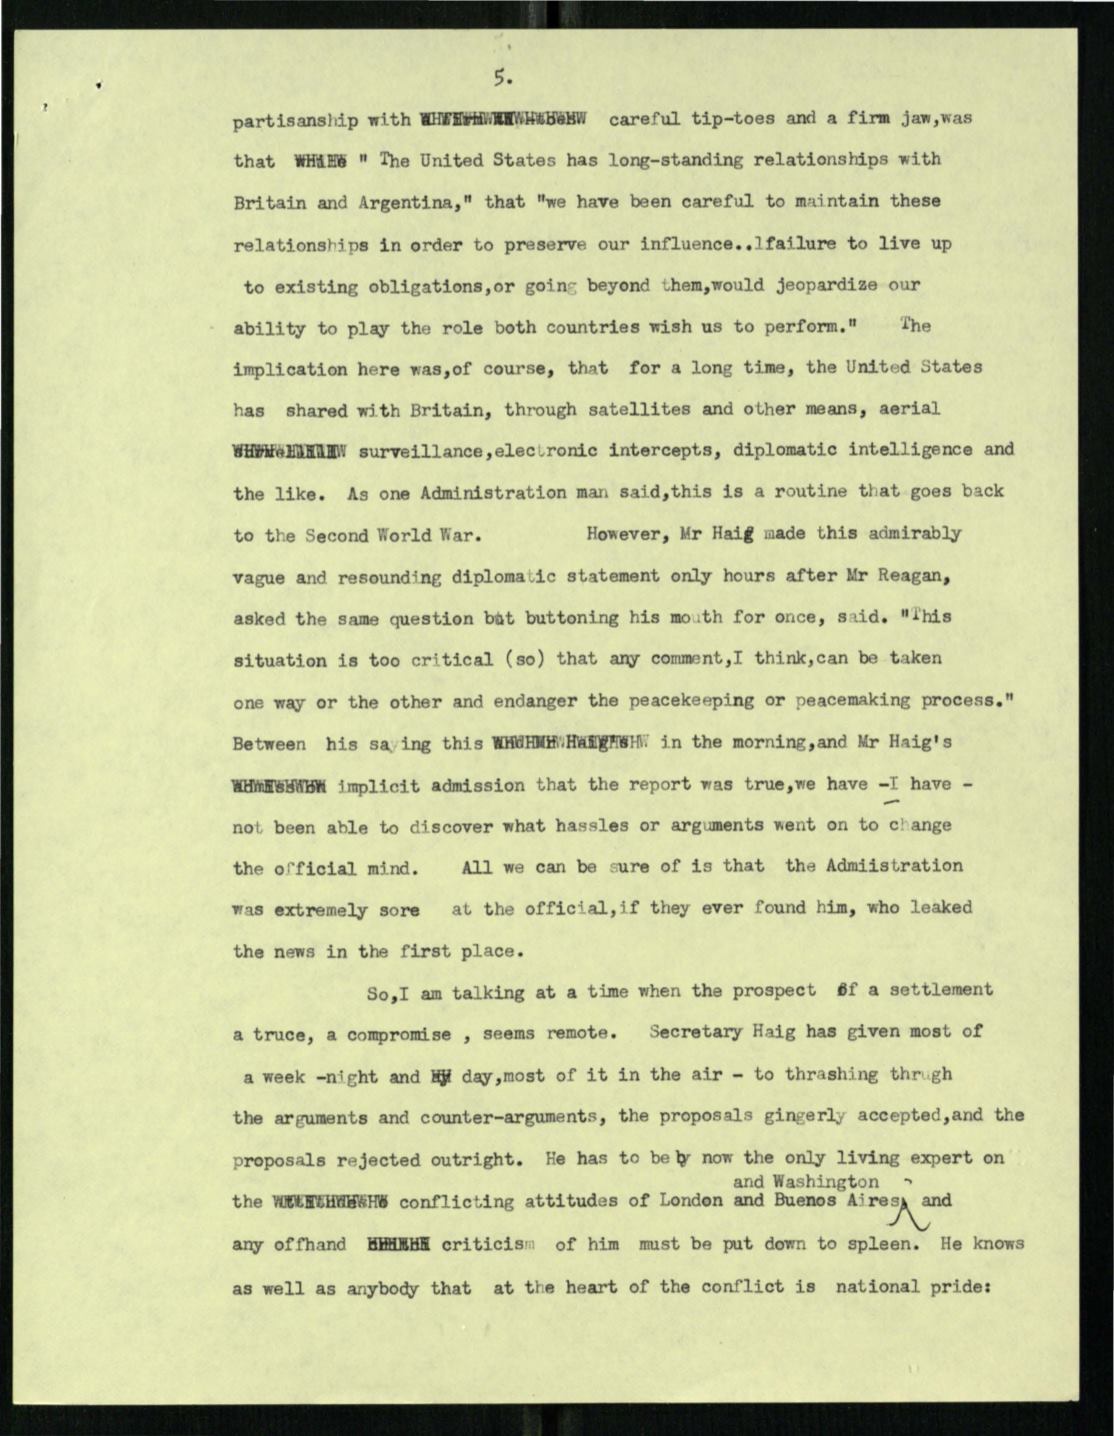 5.
partisanship with careful tip-toes and a firm jaw,was
that " The United States has long-standing relationships with
Britain and Argentina," that "we have been careful to maintain these
relationships in order to preserve our influence..lfailure to live up
to existing obligations,or going beyond them,would jeopardize our
ability to play the role both countries wish us to perform." The
implication here was,of course, that for a long time, the United States
has shared with Britain, through satellites and other means, aerial
surveillance,electronic intercepts, diplomatic intelligence and
the like. As one Administration man said,this is a routine that goes back
to the Second World War. However, Mr Haig made this admirably
vague and resounding diplomatic statement only hours after Mr Reagan,
asked the same question but buttoning his mouth for once, said. "This
situation is too critical (so) that any comment,I think,can be taken
one way or the other and endanger the peacekeeping or peacemaking process."
Between his saying this in the morning,and Mr Haig's
implicit admission that the report was true,we have -I have -
not been able to discover what hassles or arguments went on to change
the official mind. All we can be sure of is that the Admiistration
was extremely sore at the official,if they ever found him, who leaked
the news in the first place.
So,I am talking at a time when the prospect of a settlement
a truce, a compromise , seems remote. Secretary Haig has given most of
a week -night and day,most of it in the air - to thrashing thrugh
the arguments and counter-arguments, the proposals gingerly accepted,and the
proposals rejected outright. He has to be by now the only living expert on
and Washington
the conflicting attitudes of London and Buenos Aires, and
any offhand criticism of him must be put down to spleen. He knows
as well as anybody that at the heart of the conflict is national pride: